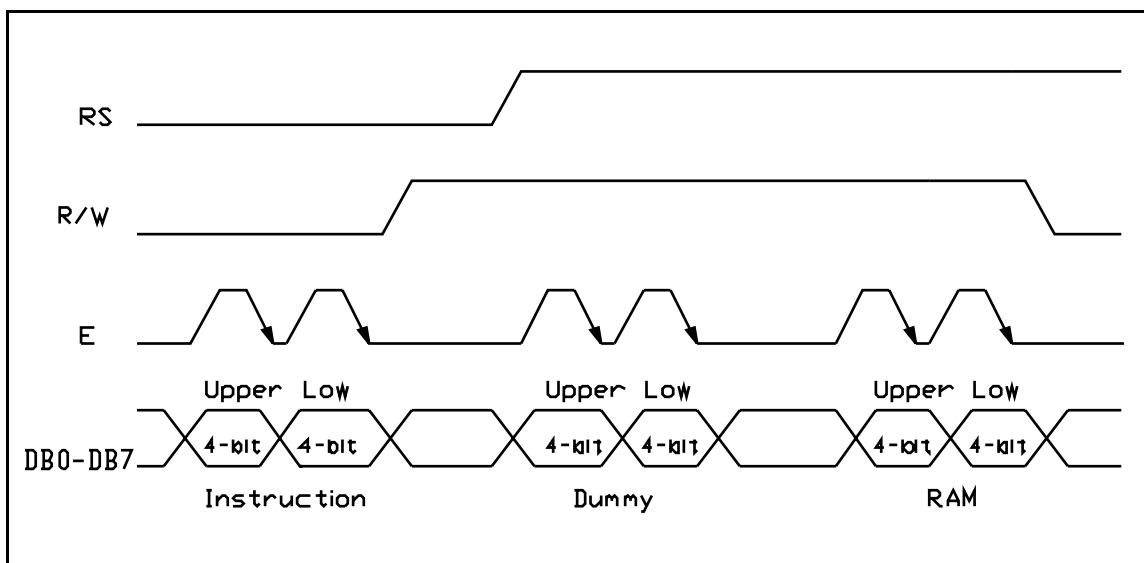 RS
R/W
E
Upper Low Upper Low Upper Low
DB0-DB7 4-bit 4-bit 4-bit 4-bit 4-bit 4-bit
Instruction Dummy RAM